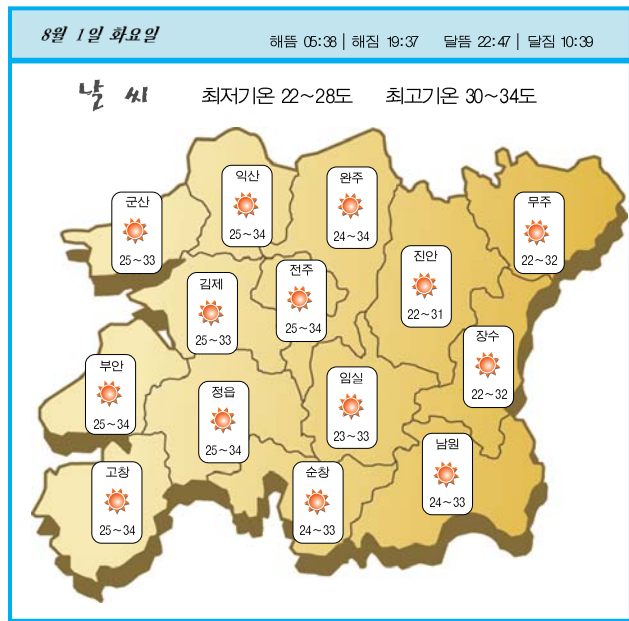 8월 1일 화요일
해뜸 05:38 | 해짐 19:37 달뜸 22:47 | 달짐 10:39
날 씨 최저기온 22~28도 최고기온 30~34도
익산
25~34
완주
24~34
군산
25~33
무주
22~32
진안
22~31
전주
25~34
김제
25~33
장수
22~32
부안
25~34
임실
23~33
정읍
25~34
남원
24~33
고창
25~34
순창
24~33